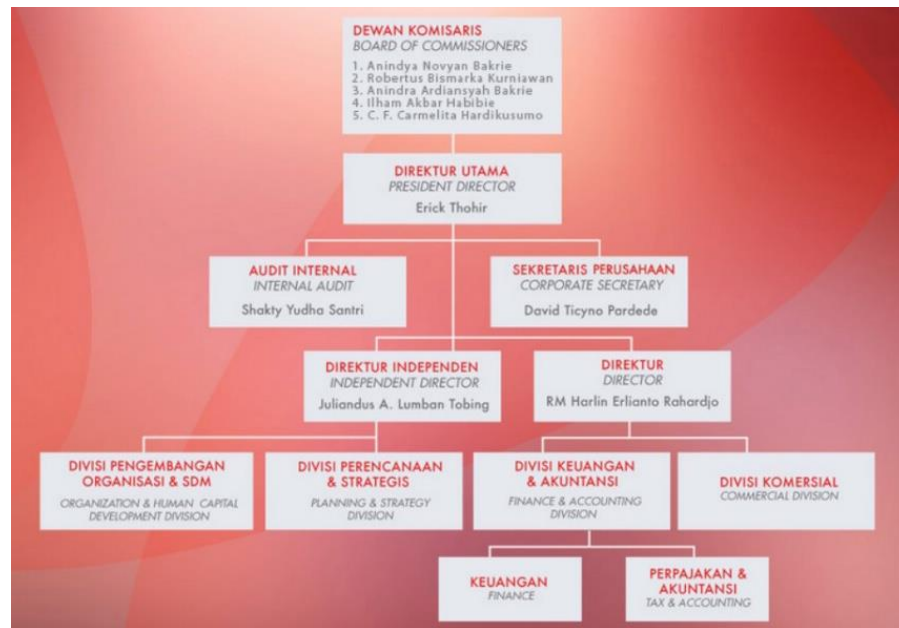 DEWAN KOMISARIS
BOARD OF COMMISSIONERS
1. Anindya Novyan Bakrie
2. Robertus Bismarka Kurniawan
3. Anindra Ardiansyah Bakrie
4. Ilham Akbar Habibie
5. C. F. Carmelita Hardikusumo
DIREKTUR UTAMA
PRESIDENT DIRECTOR
Erick Thohir
AUDIT INTERNAL
INTERNAL AUDIT
Shakty Yudha Santri
SEKRETARIS PERUSAHAAN
CORPORATE SECRETARY
David Ticyno Pardede
DIREKTUR INDEPENDEN
INDEPENDENT DIRECTOR
Juliandus A. Lumban Tobing
DIREKTUR
DIRECTOR
RM Harlin Erlianto Rahardjo
DIVISI PENGEMBANGAN
ORGANISASI & SDM
ORGANIZATION & HUMAN CAPITAL
DEVELOPMENT DIVISION
DIVISI PERENCANAAN
& STRATEGIS
PLANNING & STRATEGY
DIVISION
DIVISI KEUANGAN
& AKUNTANSI
FINANCE & ACCOUNTING
DIVISION
DIVISI KOMERSIAL
COMMERCIAL DIVISION
KEUANGAN
FINANCE
PERPAJAKAN &
AKUNTANSI
TAX & ACCOUNTING